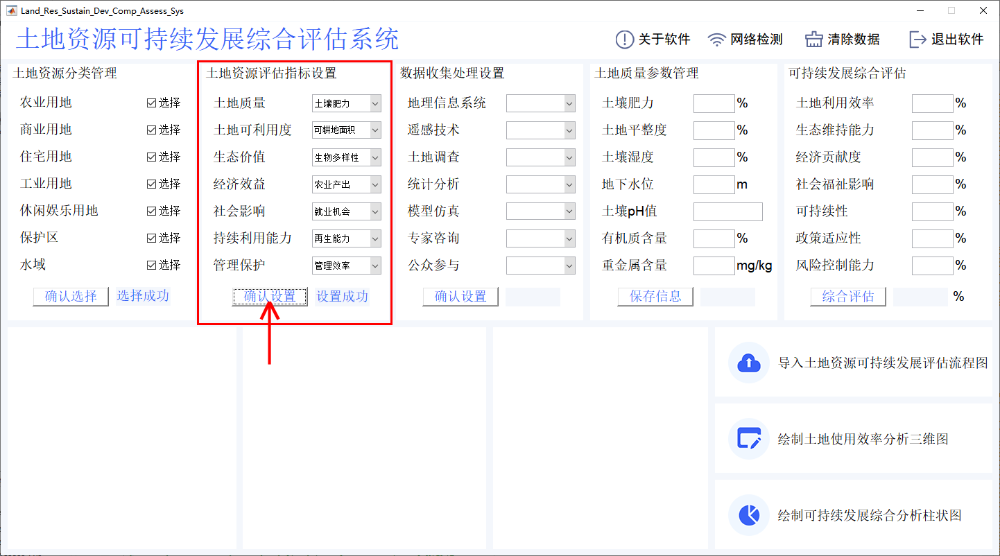 Land_Res_Sustain_Dev_Comp_Assess_Sys
土地资源可持续发展综合评估系统
关于软件
网络检测
清除数据
退出软件
土地资源分类管理
农业用地 选择
商业用地 选择
住宅用地 选择
工业用地 选择
休闲娱乐用地 选择
保护区 选择
水域 选择
确认选择 选择成功
土地资源评估指标设置
土地质量 土壤肥力
土地可利用度 可耕地面积
生态价值 生物多样性
经济效益 农业产出
社会影响 就业机会
持续利用能力 再生能力
管理保护 管理效率
确认设置 设置成功
数据收集处理设置
地理信息系统
遥感技术
土地调查
统计分析
模型仿真
专家咨询
公众参与
确认设置
土地质量参数管理
土壤肥力 %
土地平整度 %
土壤湿度 %
地下水位 m
土壤pH值
有机质含量 %
重金属含量 mg/kg
保存信息
可持续发展综合评估
土地利用效率 %
生态维持能力 %
经济贡献度 %
社会福祉影响 %
可持续性 %
政策适应性 %
风险控制能力 %
综合评估 %
导入土地资源可持续发展评估流程图
绘制土地使用效率分析三维图
绘制可持续发展综合分析柱状图